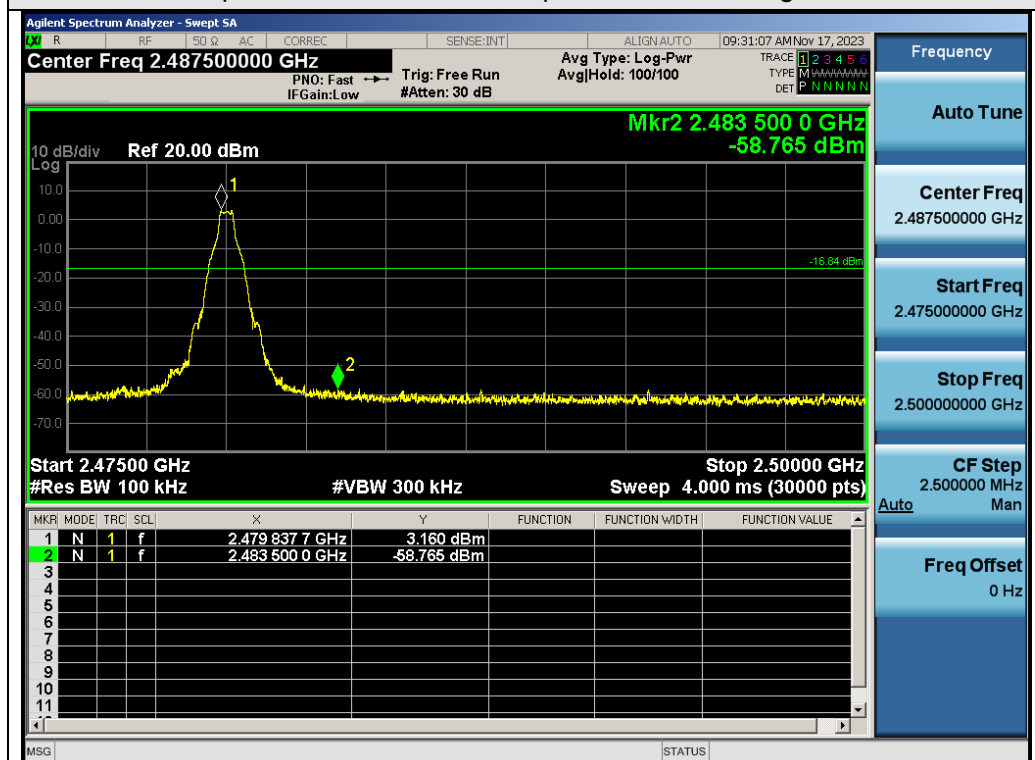 Agilent Spectrum Analyzer - Swept SA
LXI R RF 50 Ω AC CORREC SENSE:INT ALIGN AUTO 09:31:07 AM Nov 17, 2023
Center Freq 2.487500000 GHz
PNO: Fast
IFGain:Low
Trig: Free Run
#Atten: 30 dB
Avg Type: Log-Pwr
Avg|Hold: 100/100
TRACE 1 2 3 4 5 6
TYPE M
DET P N N N N N
Mkr2 2.483 500 0 GHz
-58.765 dBm
10 dB/div Ref 20.00 dBm
Log
10.0
0.00
-10.0
-20.0
-30.0
-40.0
-50.0
-60.0
-70.0
1
2
-16.84 dBm
Start 2.47500 GHz Stop 2.50000 GHz
#Res BW 100 kHz #VBW 300 kHz Sweep 4.000 ms (30000 pts)
MKR MODE TRC SCL X Y FUNCTION FUNCTION WIDTH FUNCTION VALUE
1 N 1 f 2.479 837 7 GHz 3.160 dBm
2 N 1 f 2.483 500 0 GHz -58.765 dBm
3
4
5
6
7
8
9
10
11
MSG STATUS
Frequency
Auto Tune
Center Freq
2.487500000 GHz
Start Freq
2.475000000 GHz
Stop Freq
2.500000000 GHz
CF Step
2.500000 MHz
Auto Man
Freq Offset
0 Hz